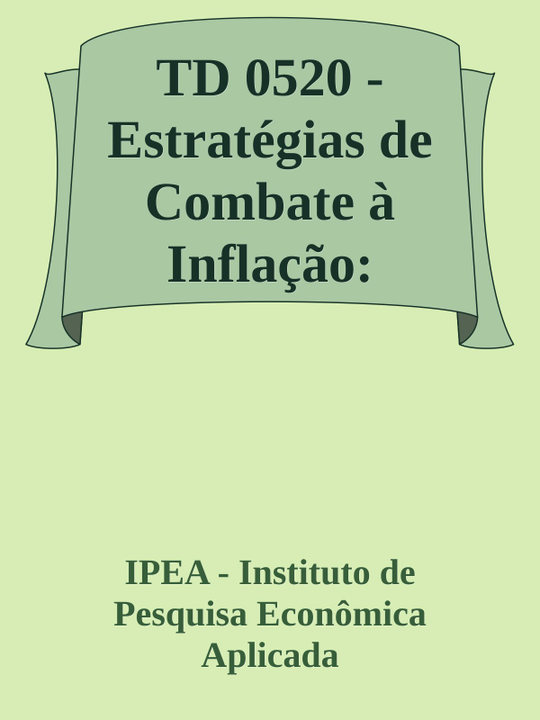 TD 0520 -
Estratégias de
Combate à
Inflação:
IPEA - Instituto de
Pesquisa Econômica
Aplicada